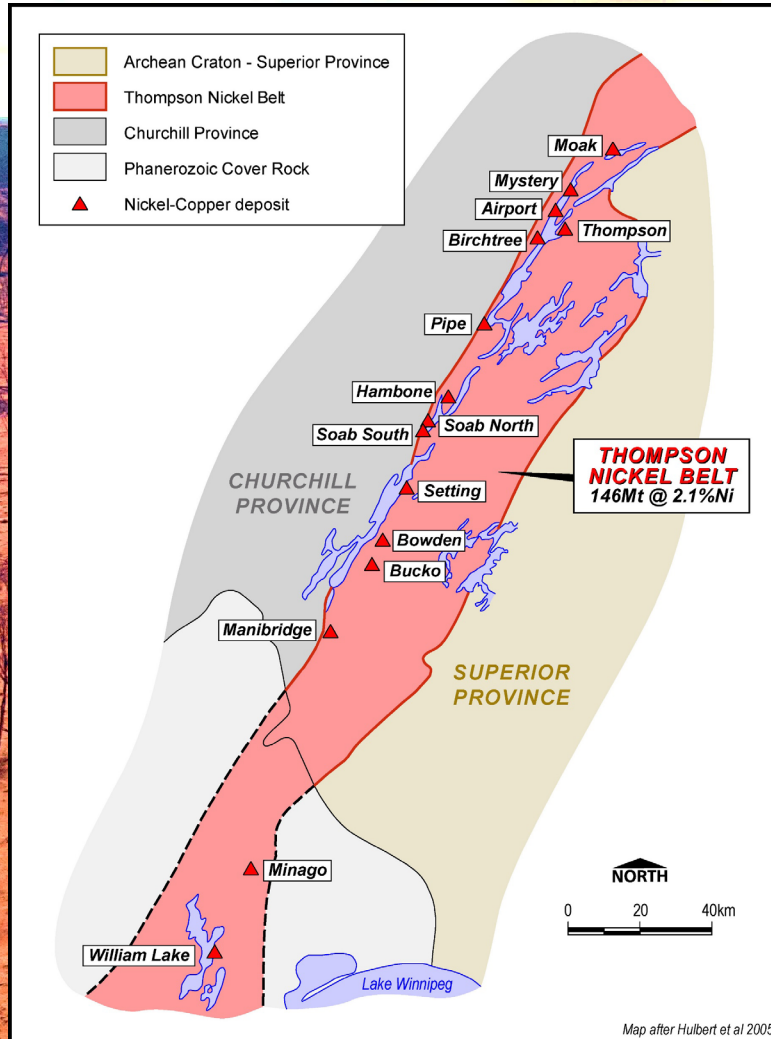 Archean Craton - Superior Province
Thompson Nickel Belt
Churchill Province
Phanerozoic Cover Rock
Nickel-Copper deposit
Moak
Mystery
Airport
Thompson
Birchtree
Pipe
Hambone
Soab North
Soab South
CHURCHILL
PROVINCE
THOMPSON
NICKEL BELT
146Mt @ 2.1%Ni
Setting
Bowden
Bucko
Manibridge
SUPERIOR
PROVINCE
Minago
NORTH
0 20 40km
William Lake
Lake Winnipeg
Map after Hulbert et al 2005